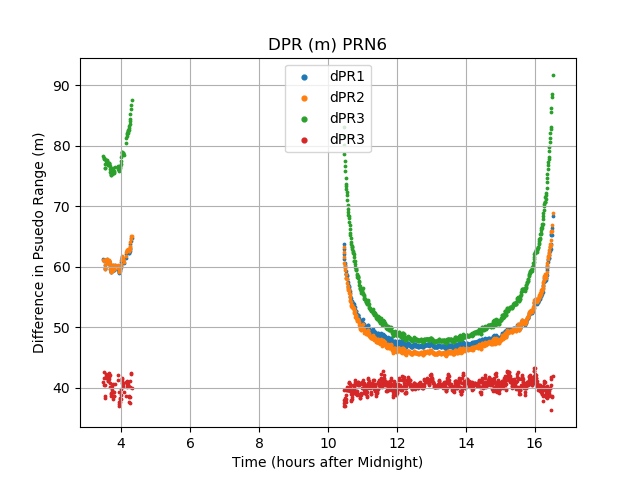 DPR (m) PRN6
dPR1
dPR2
dPR3
dPR3
Difference in Psuedo Range (m)
90
80
70
60
50
40
4
6
8
10
12
14
16
Time (hours after Midnight)